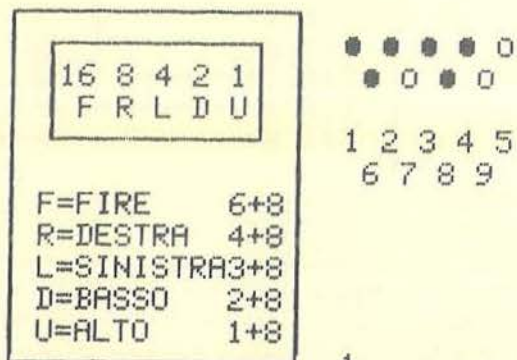 16 8 4 2 1
F R L D U
F=FIRE 6+8
R=DESTRA 4+8
L=SINISTRA3+8
D=BASSO 2+8
U=ALTO 1+8
1 2 3 4 5
6 7 8 9